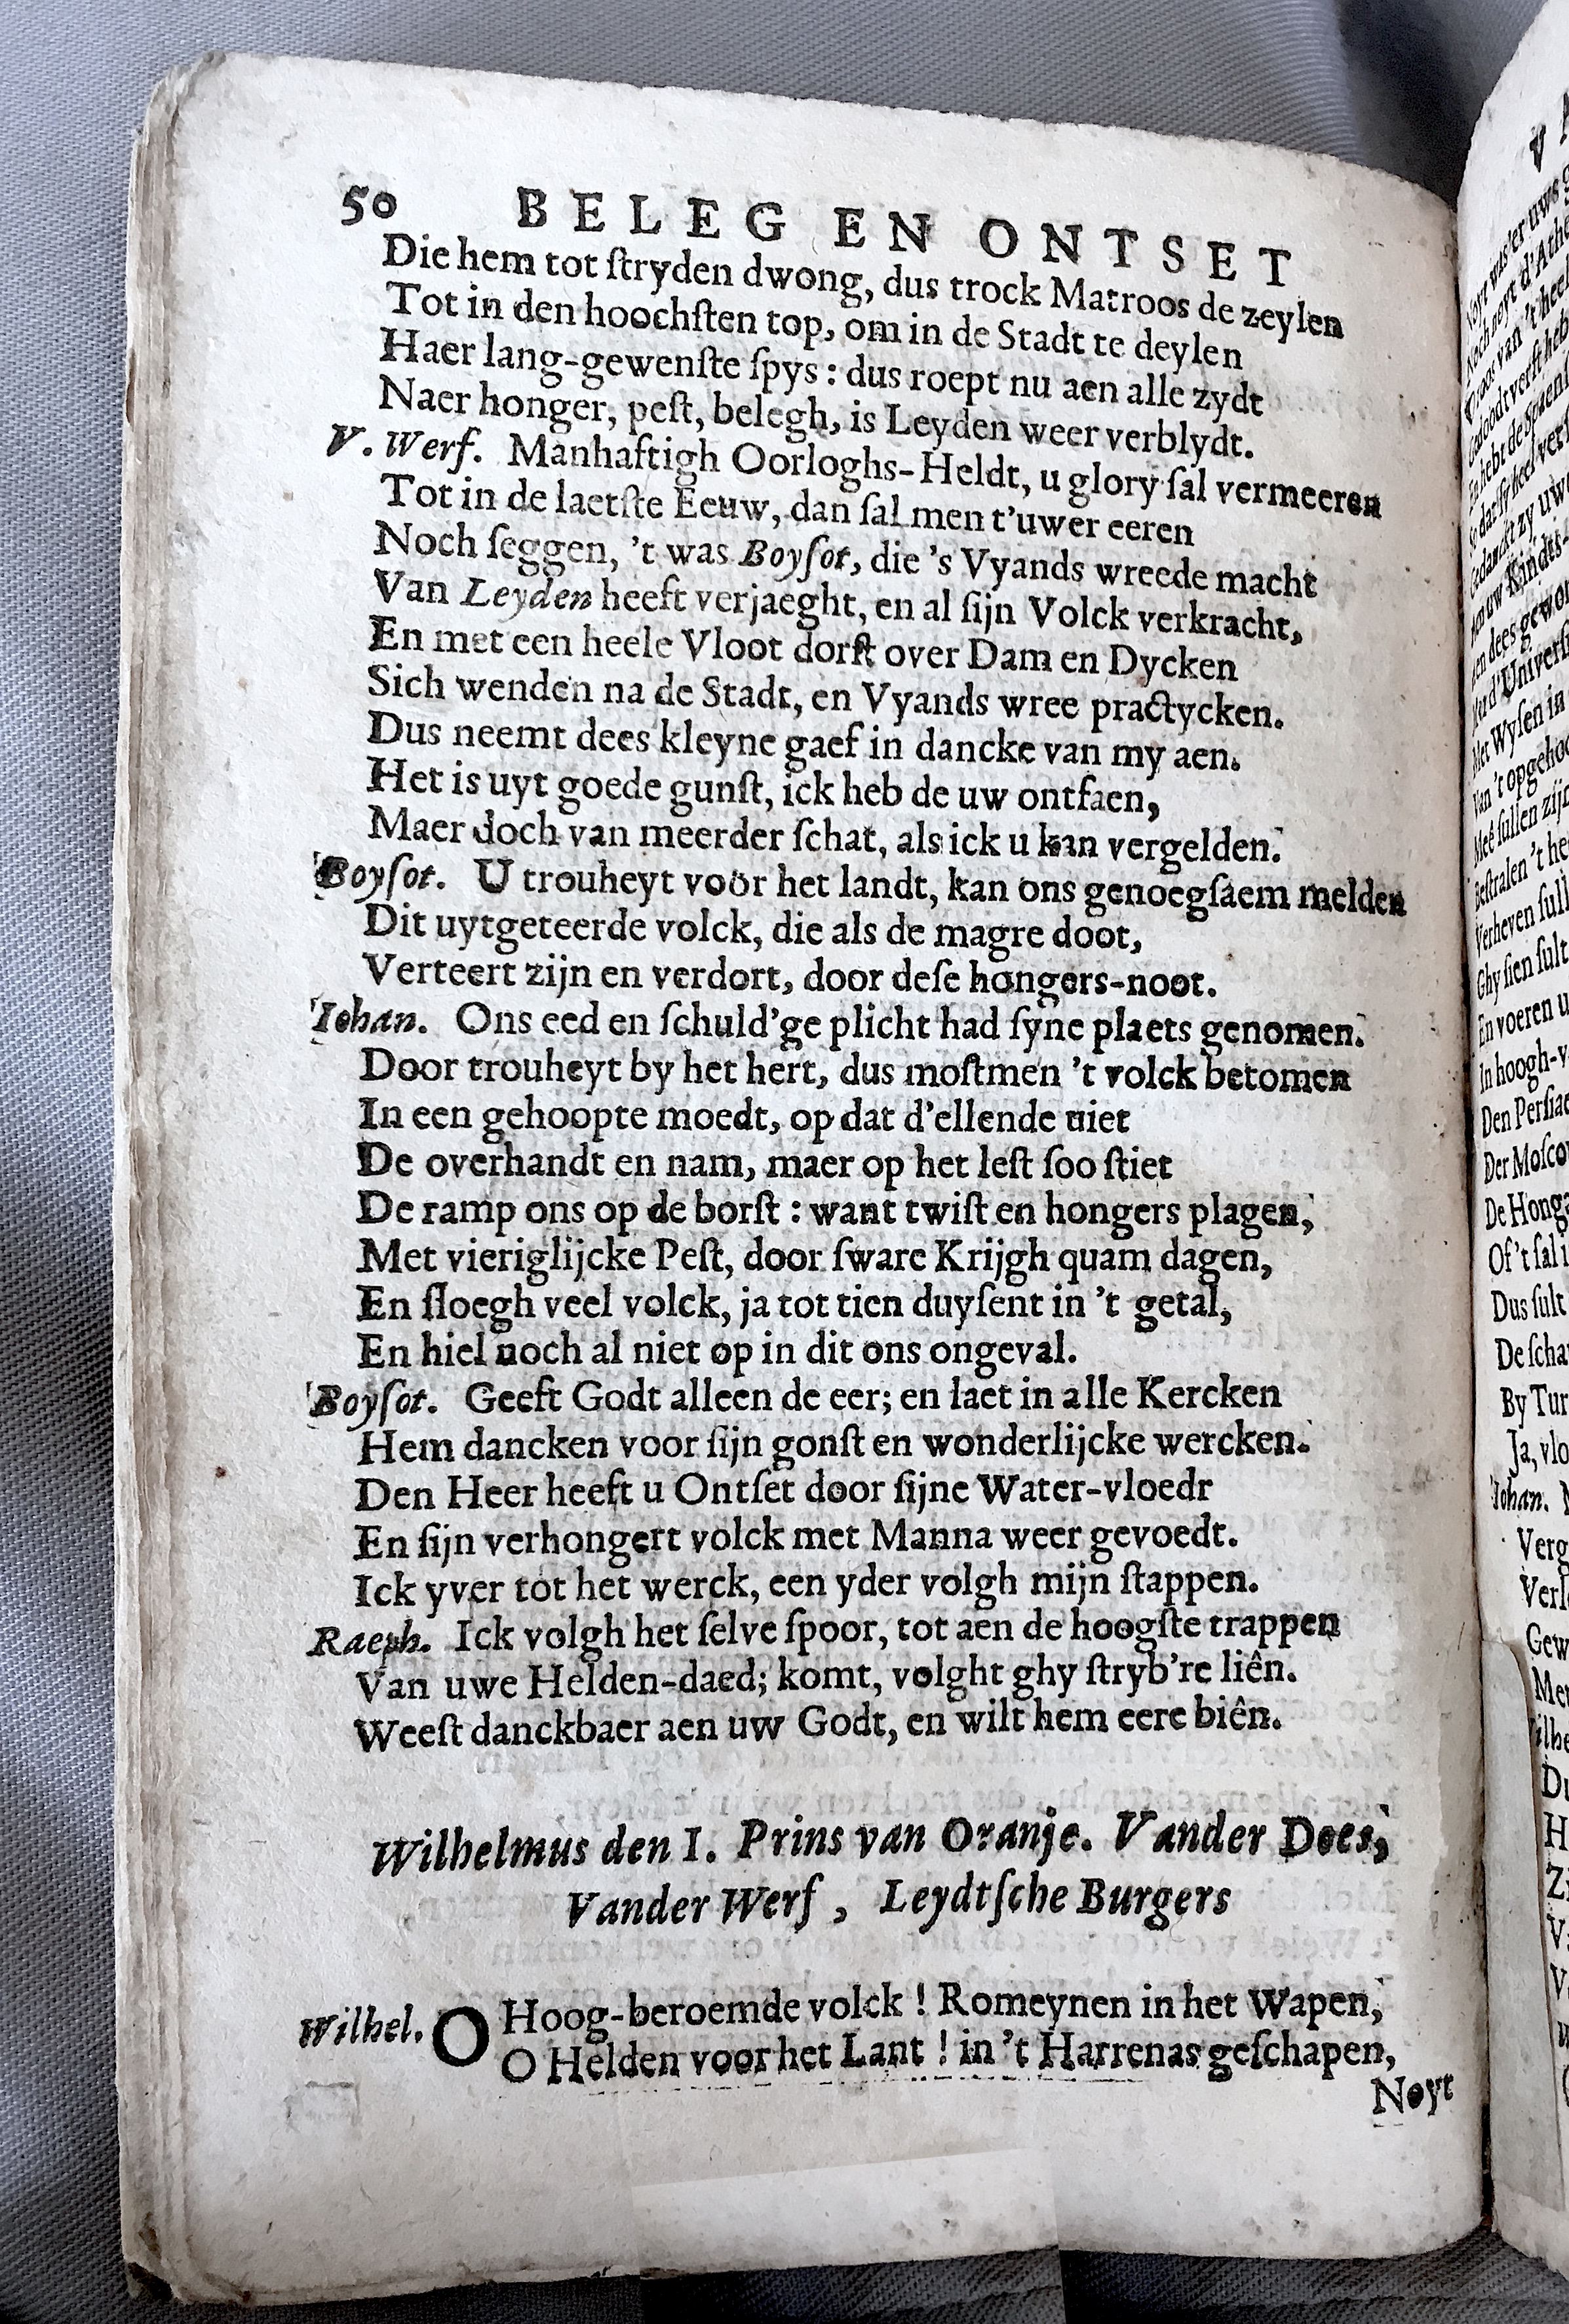 50 BELEG EN ONTSET
Die hem tot ſtryden dwong, dus trock Matroos de zeylen
Tot in den hoochſten top, om in de Stadt te deylen
Haer lang-gewenſte ſpys : dus roept nu aen alle zydt
Naer honger, peſt, belegh, is Leyden weer verblydt.
V. Werf. Manhaftigh Oorloghs-Heldt, u glory ſal vermeeren
Tot in de laetſte Eeuw, dan ſal men t'uwer eeren
Noch ſeggen, 't was Boyſot, die 's Vyands wreede macht
Van Leyden heeft verjaeght, en al ſijn Volck verkracht,
En met een heele Vloot dorſt over Dam en Dycken
Sich wenden na de Stadt, en Vyands wree practycken.
Dus neemt dees kleyne gaef in dancke van my aen.
Het is uyt goede gunſt, ick heb de uw ontfaen,
Maer doch van meerder ſchat, als ick u kan vergelden.
Boyſot. U trouheyt voor het landt, kan ons genoegſaem melden
Dit uytgeteerde volck, die als de magre doot,
Verteert zijn en verdort, door deſe hongers-noot.
Iohan. Ons eed en ſchuld'ge plicht had ſyne plaets genomen.
Door trouheyt by het hert, dus moſtmen 't volck betomen
In een gehoopte moedt, op dat d'ellende niet
De overhandt en nam, maer op het leſt ſoo ſtiet
De ramp ons op de borſt : want twiſt en hongers plagen,
Met vieriglijcke Peſt, door ſware Krijgh quam dagen,
En ſloegh veel volck, ja tot tien duyſent in 't getal,
En hiel noch al niet op in dit ons ongeval.
Boyſot. Geeft Godt alleen de eer; en laet in alle Kercken
Hem dancken voor ſijn gonſt en wonderlijcke wercken.
Den Heer heeft u Ontſet door ſijne Water-vloedr
En ſijn verhongert volck met Manna weer gevoedt.
Ick yver tot het werck, een yder volgh mijn ſtappen.
Raeph. Ick volgh het ſelve ſpoor, tot aen de hoogſte trappen
Van uwe Helden-daed; komt, volght ghy ſtryb're liên.
Weeſt danckbaer aen uw Godt, en wilt hem eere biên.
Wilhelmus den I. Prins van Oranje. Vander Does,
Vander Werf, Leydtſche Burgers
Wilhel. O Hoog-beroemde volck ! Romeynen in het Wapen,
O Helden voor het Lant ! in 't Harrenas geſchapen,
Noyt